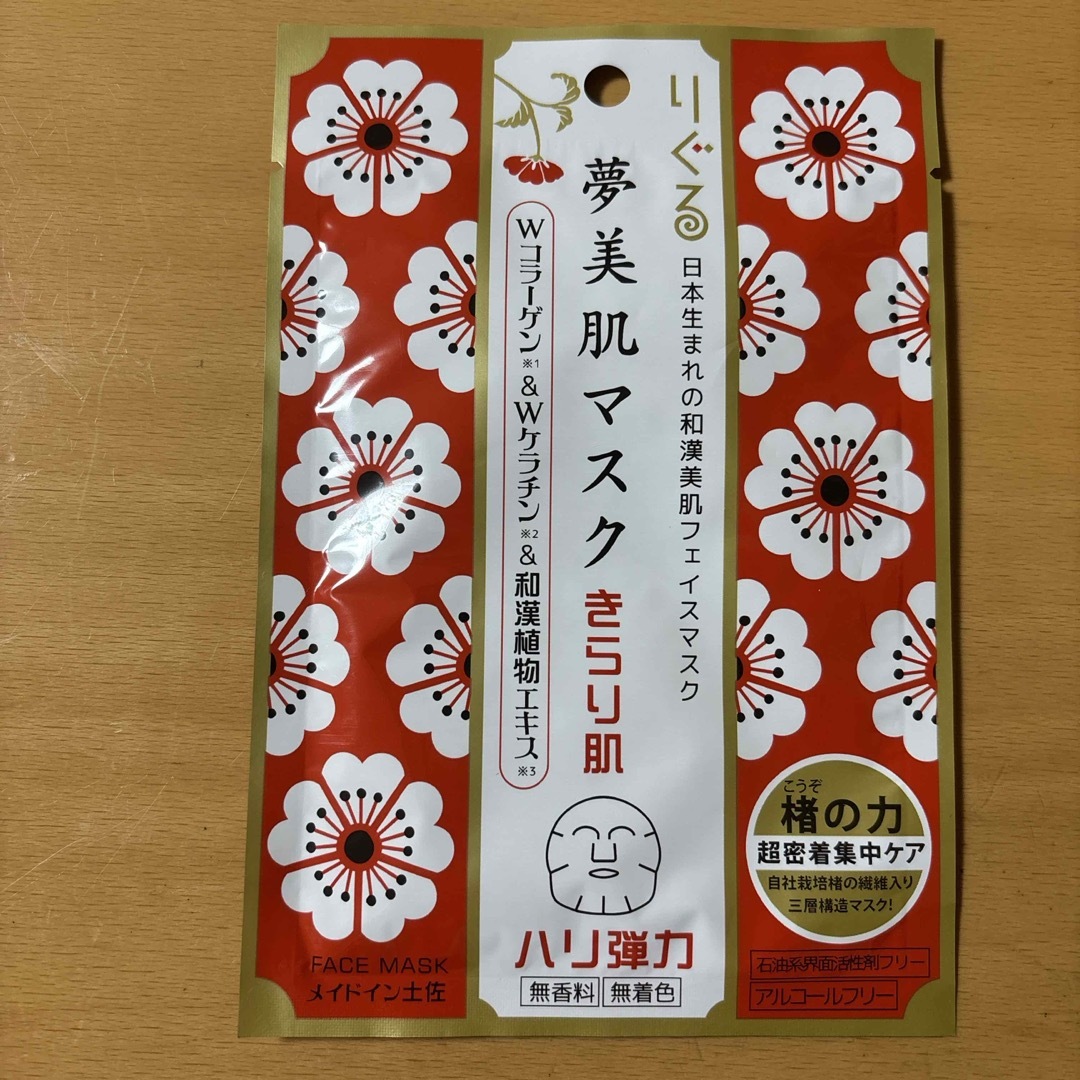 りぐる
日本生まれの和漢美肌フェイスマスク
夢美肌マスク きらり肌
Wコラーゲン※1&Wケラチン※2&和漢植物エキス※3
ハリ弾力
無香料 無着色
FACE MASK
メイドイン土佐
こうぞ
楮の力
超密着集中ケア
自社栽培楮の繊維入り
三層構造マスク!
石油系界面活性剤フリー
アルコールフリー